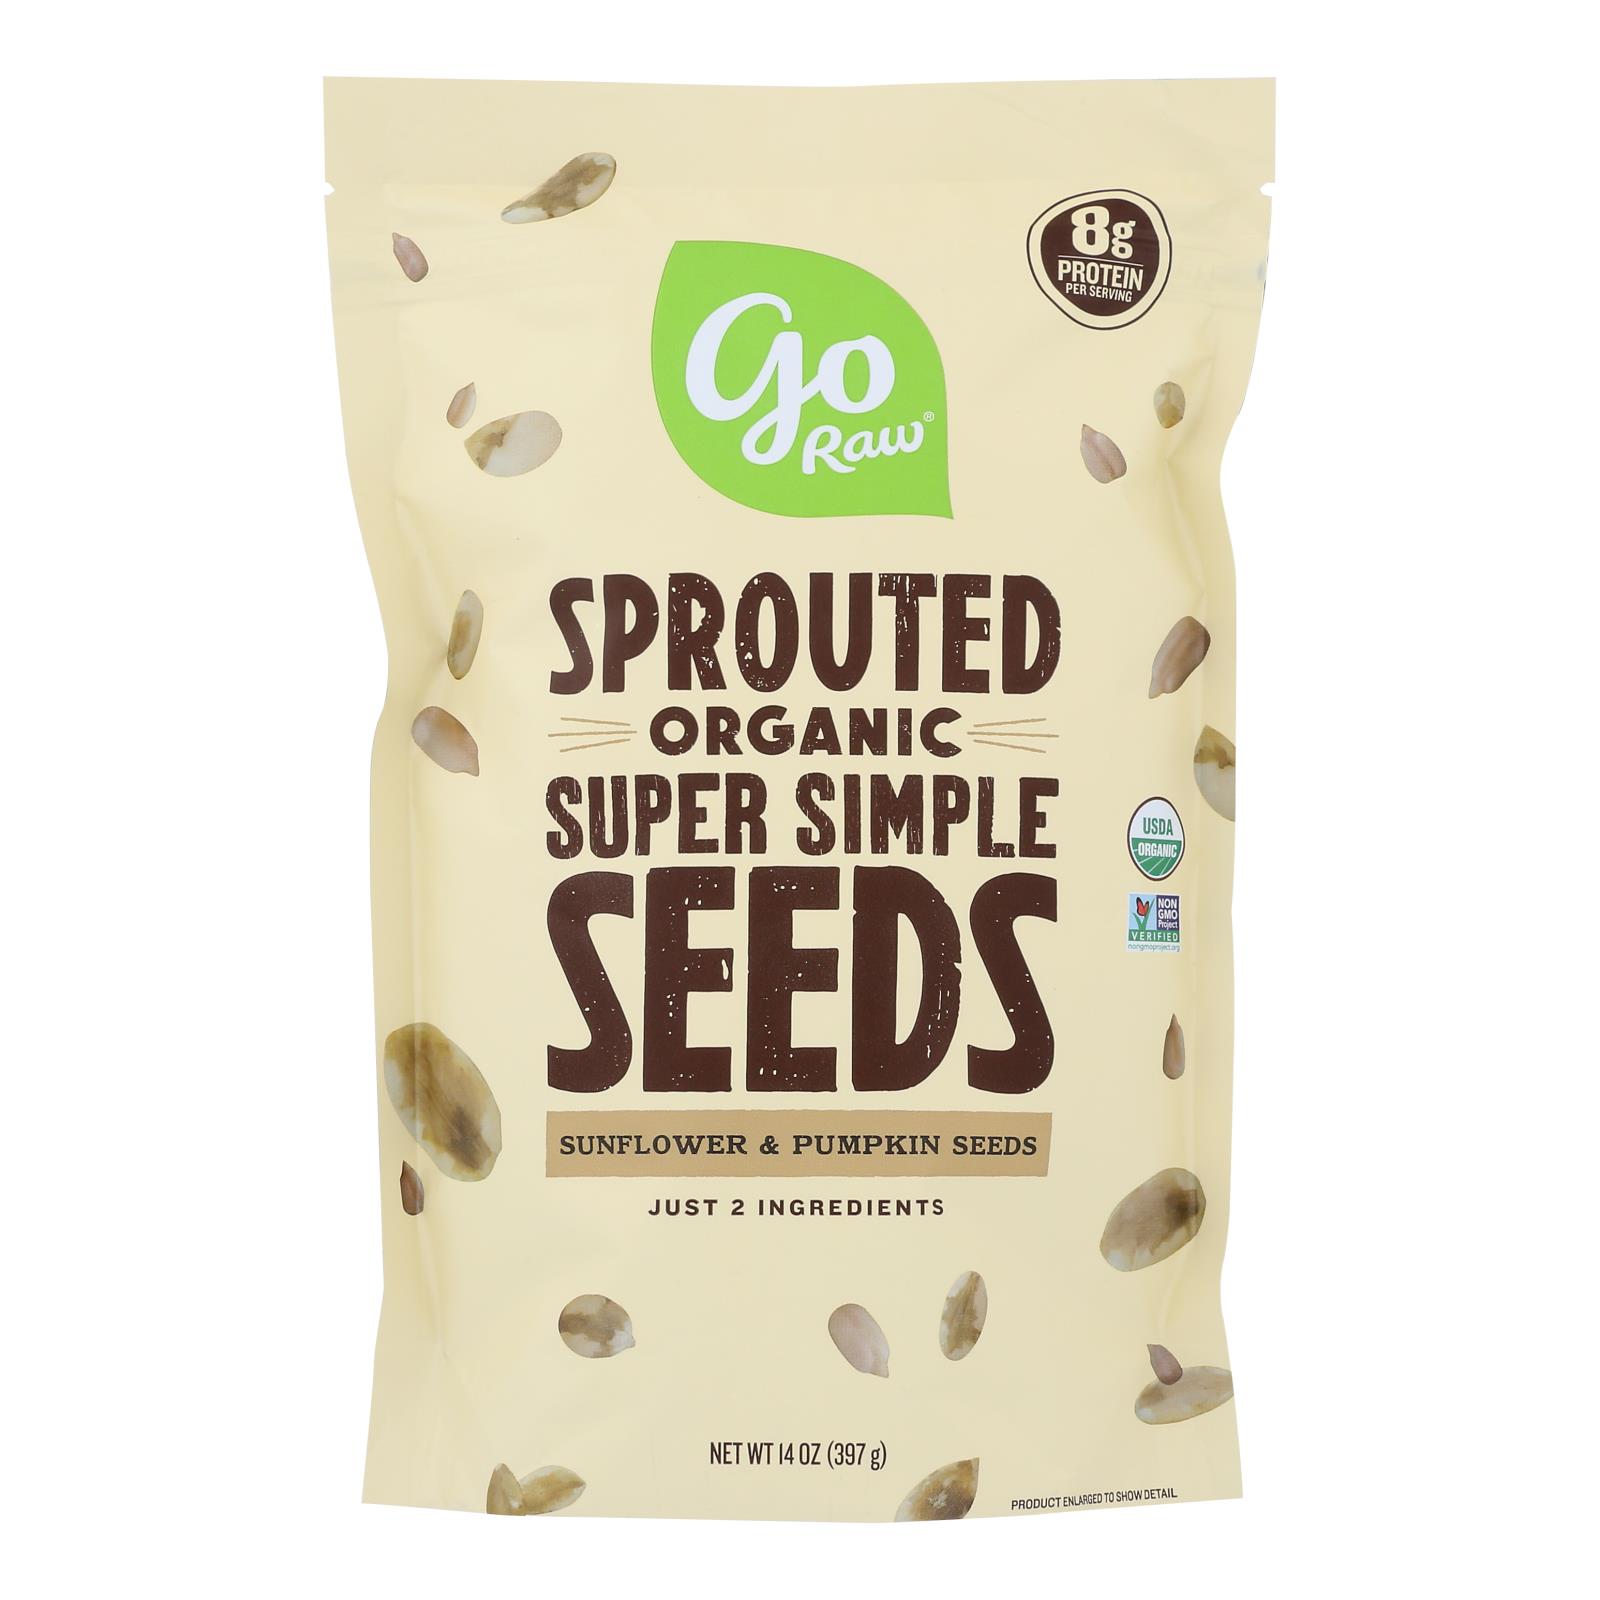 8g
PROTEIN
PER SERVING
go
Raw®
SPROUTED
ORGANIC
SUPER SIMPLE
SEEDS
USDA
ORGANIC
NON
GMO
Project
VERIFIED
nongmoproject.org
SUNFLOWER & PUMPKIN SEEDS
JUST 2 INGREDIENTS
NET WT 14 OZ (397 g)
PRODUCT ENLARGED TO SHOW DETAIL